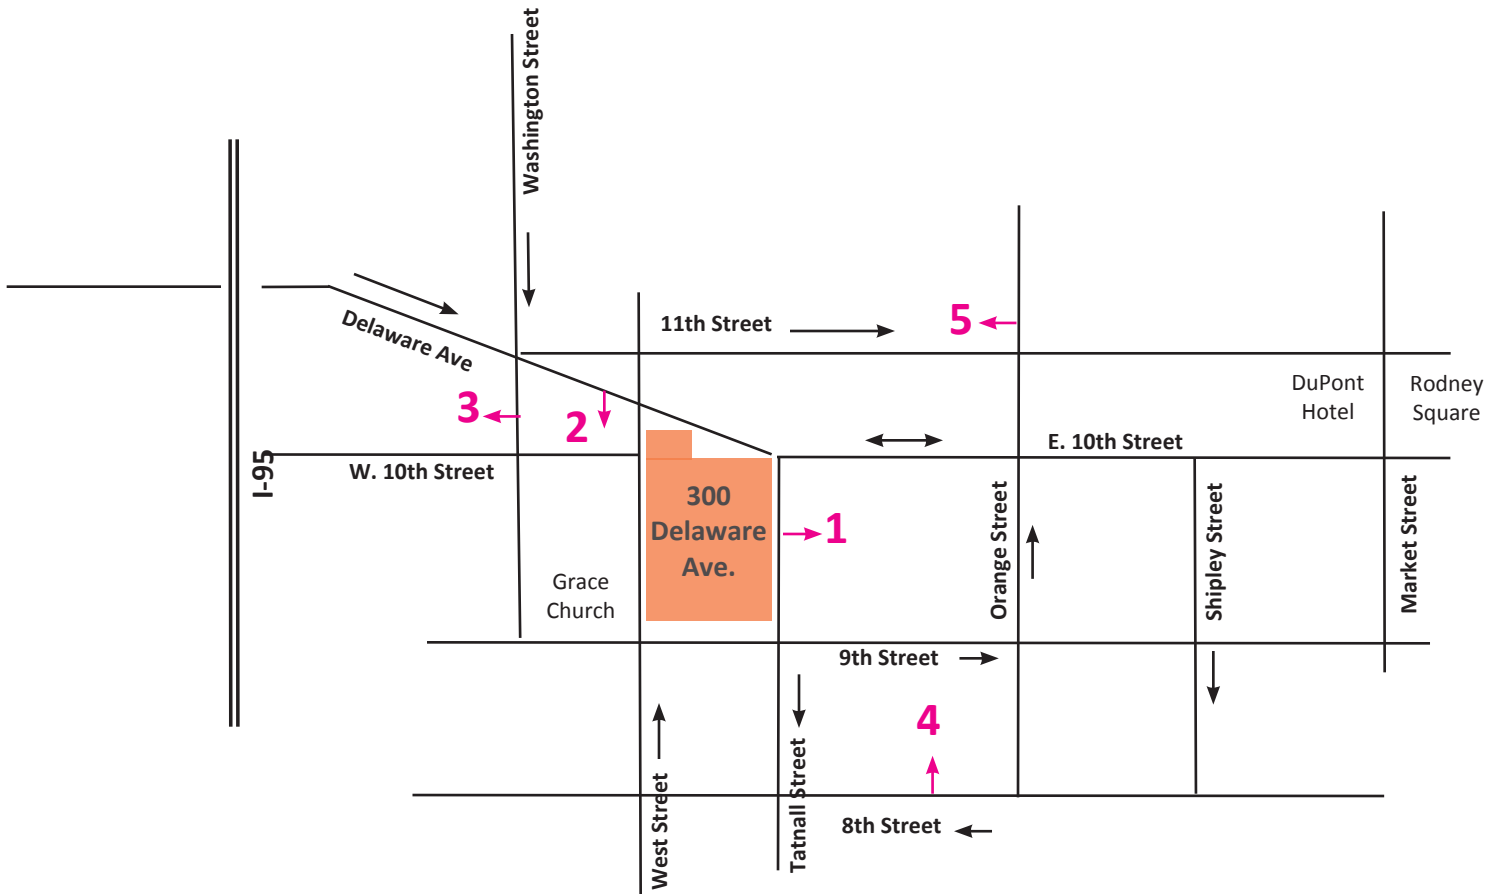 Washington Street
Delaware Ave
11th Street
5
DuPont
Hotel
Rodney
Square
3
2
E. 10th Street
I-95
W. 10th Street
300
Delaware
Ave.
1
Orange Street
Shipley Street
Market Street
Grace
Church
9th Street
4
West Street
Tatnall Street
8th Street